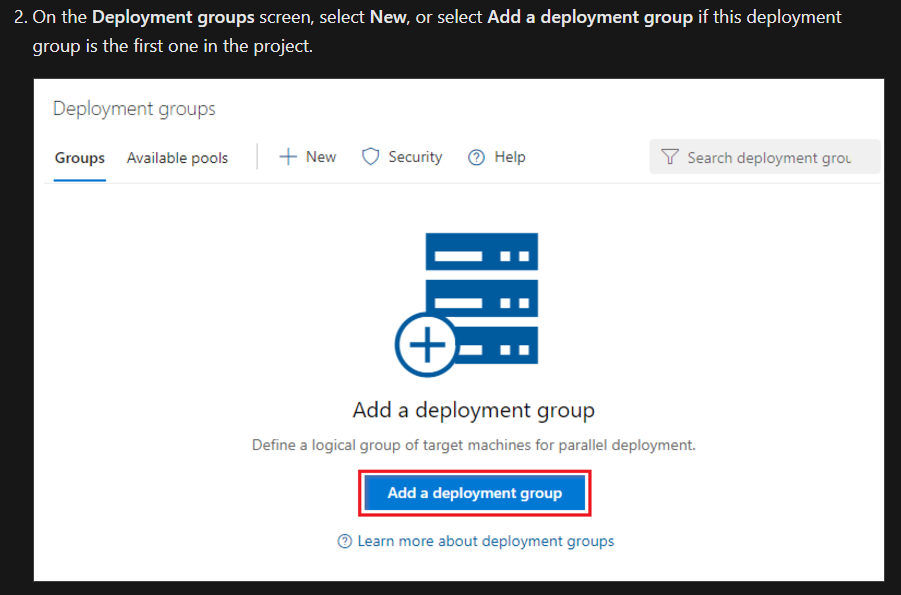 2. On the Deployment groups screen, select New, or select Add a deployment group if this deployment
group is the first one in the project.
Deployment groups
Groups Available pools New Security Help Search deployment grou
Add a deployment group
Define a logical group of target machines for parallel deployment.
Add a deployment group
Learn more about deployment groups